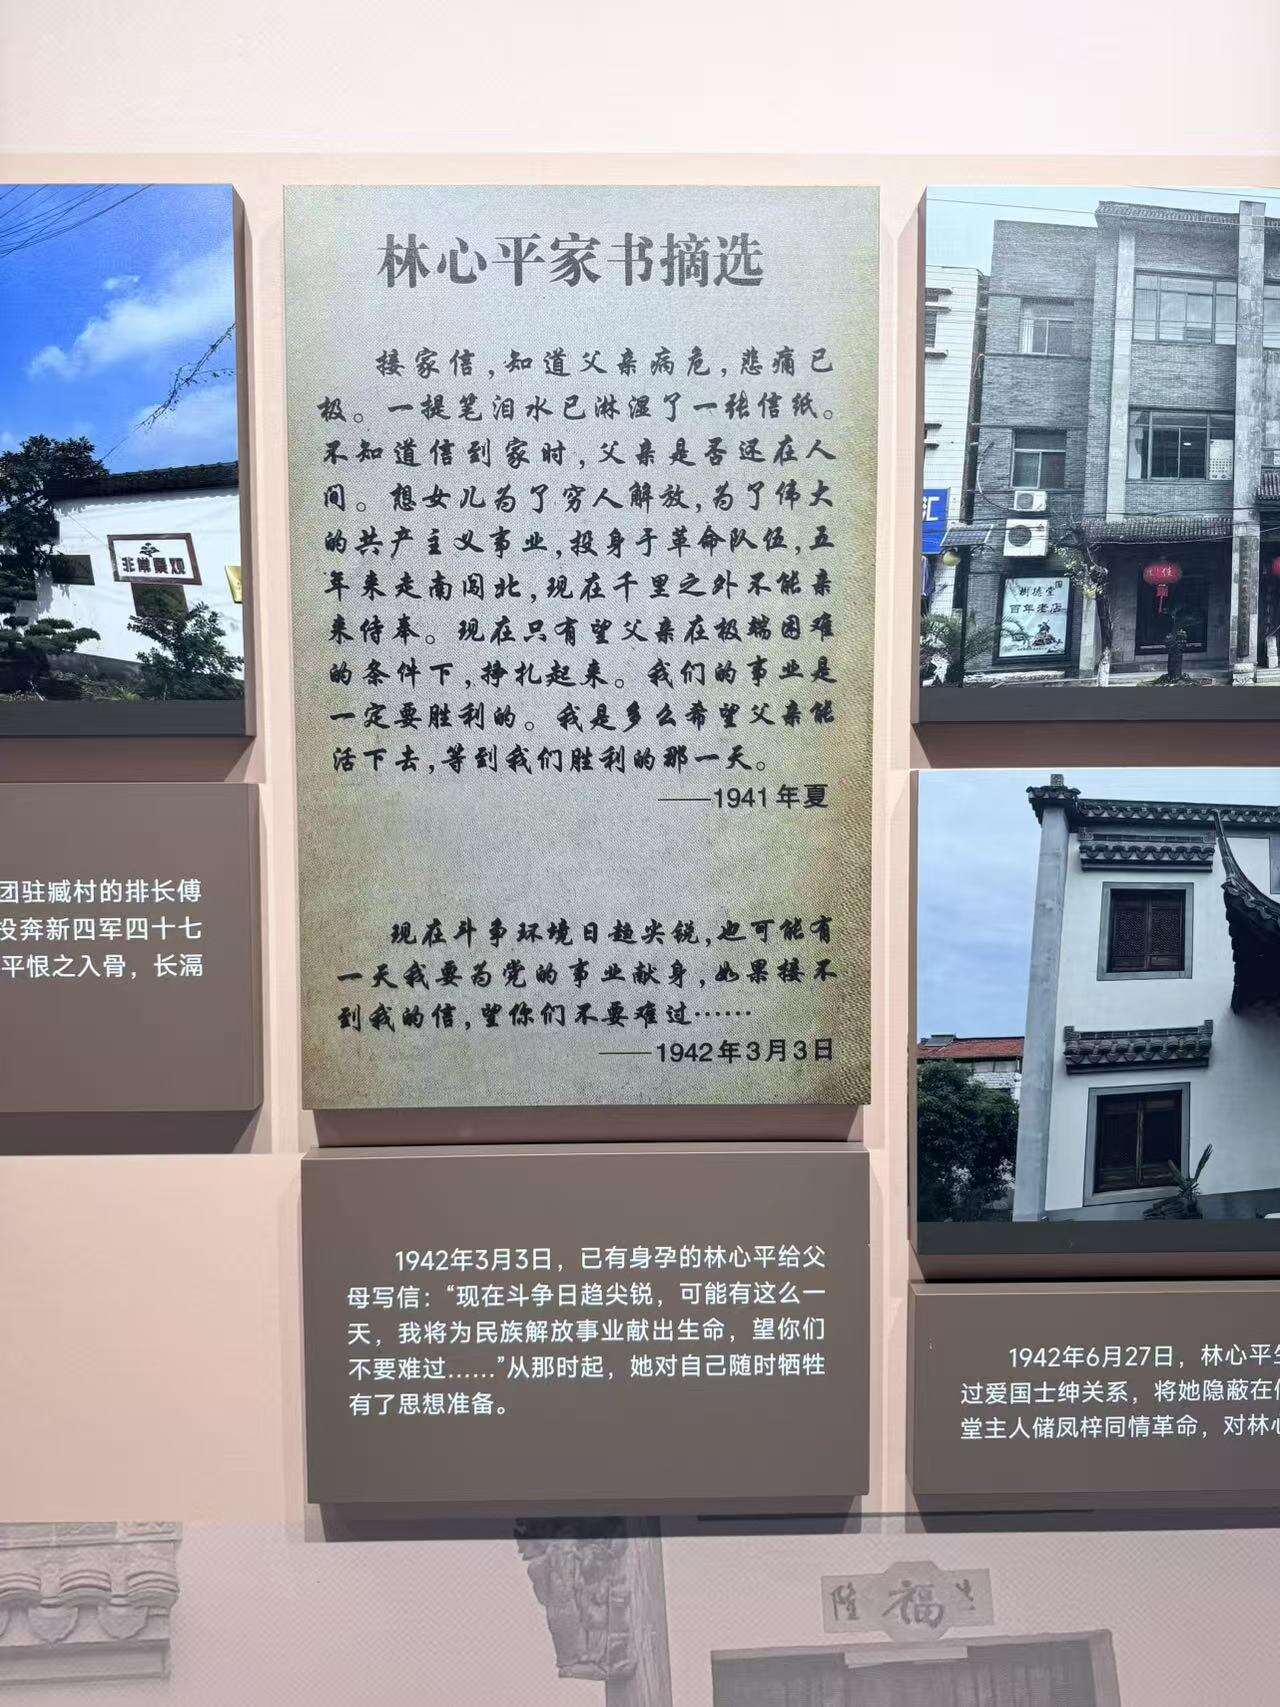 林心平家书摘选
接家信，知道父亲病危，悲痛已
极。一提笔泪水已淋湿了一张信纸。
不知道信到家时，父亲是否还在人
间。想女儿为了穷人解放，为了伟大
的共产主义事业，投身于革命队伍，五
年来走南闯北，现在千里之外不能亲
来侍奉。现在只有望父亲在极端困难
的条件下，挣扎起来。我们的事业是
一定要胜利的。我是多么希望父亲能
活下去，等到我们胜利的那一天。
——1941年夏
现在斗争环境日趋尖锐，也可能有
一天我要为党的事业献身，如果接不
到我的信，望你们不要难过……
——1942年3月3日
1942年3月3日，已有身孕的林心平给父
母写信：“现在斗争日趋尖锐，可能有这么一
天，我将为民族解放事业献出生命，望你们
不要难过……”从那时起，她对自己随时牺牲
有了思想准备。
团驻臧村的排长傅
投奔新四军四十七
平恨之入骨，长滆
汇
樹德堂
百年老店
1942年6月27日，林心平
过爱国士绅关系，将她隐蔽在
堂主人储凤梓同情革命，对林心
福